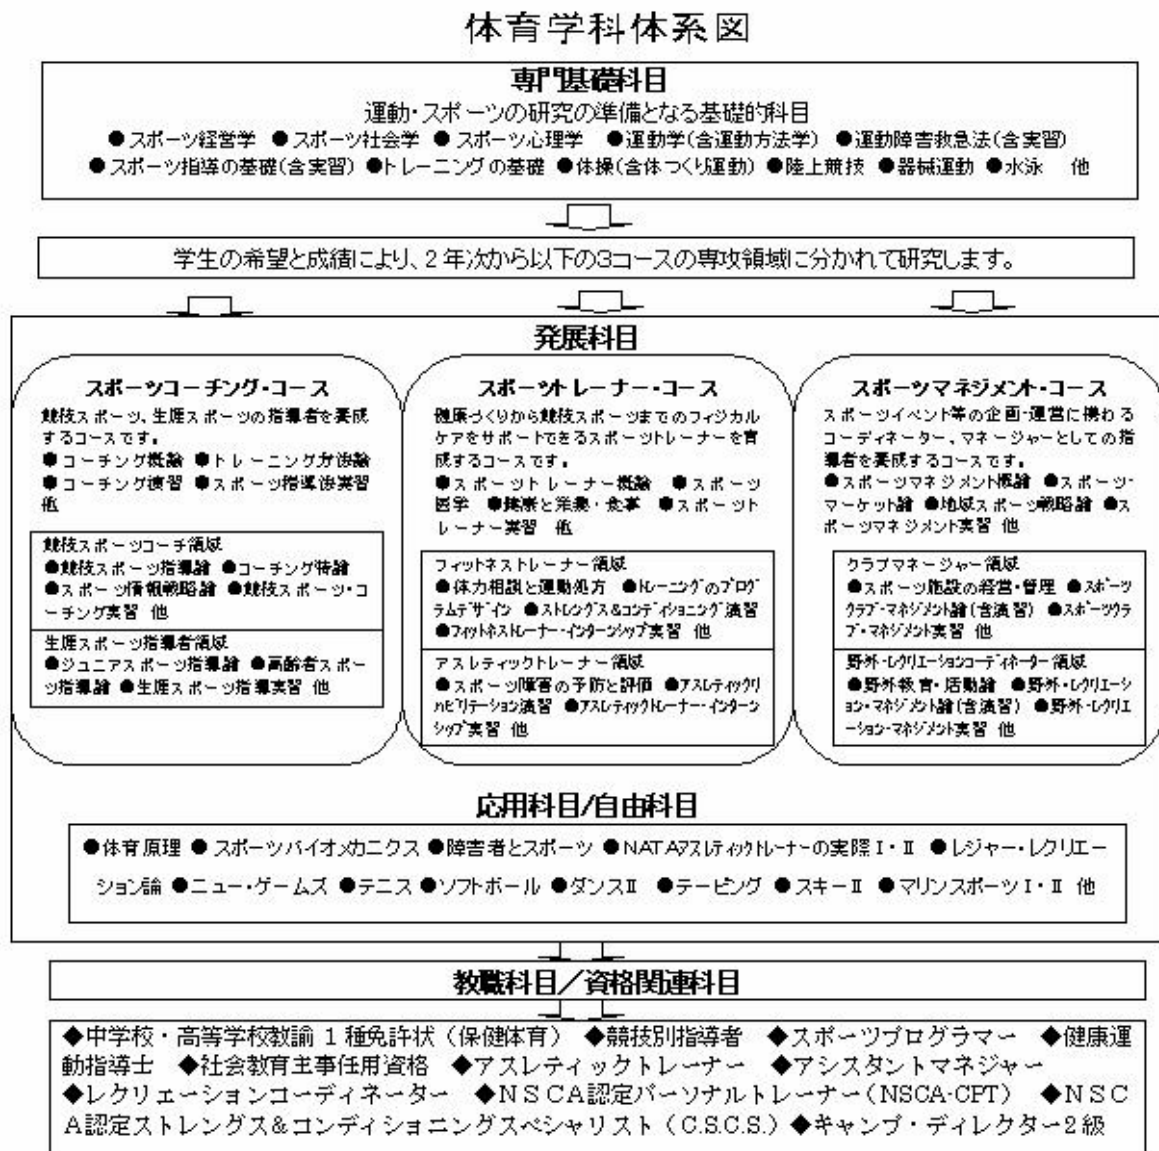 体育学科体系図
専門基礎科目
運動・スポーツの研究の準備となる基礎的科目
●スポーツ経営学 ●スポーツ社会学 ●スポーツ心理学 ●運動学(含運動方法学) ●運動障害救急法(含実習)
●スポーツ指導の基礎(含実習) ●トレーニングの基礎 ●体操(含体つくり運動) ●陸上競技 ●器械運動 ●水泳 他
学生の希望と成績により、2年次から以下の3コースの専攻領域に分かれて研究します。
発展科目
スポーツコーチング・コース
競技スポーツ、生涯スポーツの指導者を養成
するコースです。
●コーチング概論 ●トレーニング方法論
●コーチング演習 ●スポーツ指導法実習
他
競技スポーツコーチ領域
●競技スポーツ指導論 ●コーチング特論
●スポーツ情報戦略論 ●競技スポーツ・コ
ーチング実習 他
生涯スポーツ指導者領域
●ジュニアスポーツ指導論 ●高齢者スポー
ツ指導論 ●生涯スポーツ指導実習 他
スポーツトレーナー・コース
健康づくりから競技スポーツまでのフィジカル
ケアをサポートできるスポーツトレーナーを育
成するコースです。
●スポーツトレーナー概論 ●スポーツ
医学 ●健康と栄養・食事 ●スポーツト
レーナー実習 他
フィットネストレーナー領域
●体力相談と運動処方 ●トレーニングのプログ
ラムデザイン ●ストレングス&コンディショニング演習
●フィットネストレーナー・インターンシップ実習 他
アスレティックトレーナー領域
●スポーツ障害の予防と評価 ●アスレティックリ
ハビリテーション演習 ●アスレティックトレーナー・インターン
シップ実習 他
スポーツマネジメント・コース
スポーツイベント等の企画・運営に携わる
コーディネーター、マネージャーとしての指
導者を養成するコースです。
●スポーツマネジメント概論 ●スポーツ・
マーケット論 ●地域スポーツ戦略論 ●ス
ポーツマネジメント実習 他
クラブマネージャー領域
●スポーツ施設の経営・管理 ●スポーツ
クラブ・マネジメント論(含演習) ●スポーツクラ
ブ・マネジメント実習 他
野外・レクリエーションコーディネーター領域
●野外教育・活動論 ●野外・レクリエーシ
ョン・マネジメント論(含演習) ●野外・レクリエ
ーション・マネジメント実習 他
応用科目/自由科目
●体育原理 ●スポーツバイオメカニクス ●障害者とスポーツ ●NATAアスレティックトレーナーの実際Ⅰ・Ⅱ ●レジャー・レクリエー
ション論 ●ニュー・ゲームズ ●テニス ●ソフトボール ●ダンスⅡ ●テーピング ●スキーⅡ ●マリンスポーツⅠ・Ⅱ 他
教職科目／資格関連科目
◆中学校・高等学校教諭1種免許状（保健体育） ◆競技別指導者 ◆スポーツプログラマー ◆健康運
動指導士 ◆社会教育主事任用資格 ◆アスレティックトレーナー ◆アシスタントマネジャー
◆レクリエーションコーディネーター ◆NSCA認定パーソナルトレーナー(NSCA-CPT) ◆NSC
A認定ストレングス&コンディショニングスペシャリスト（C.S.C.S.）◆キャンプ・ディレクター2級